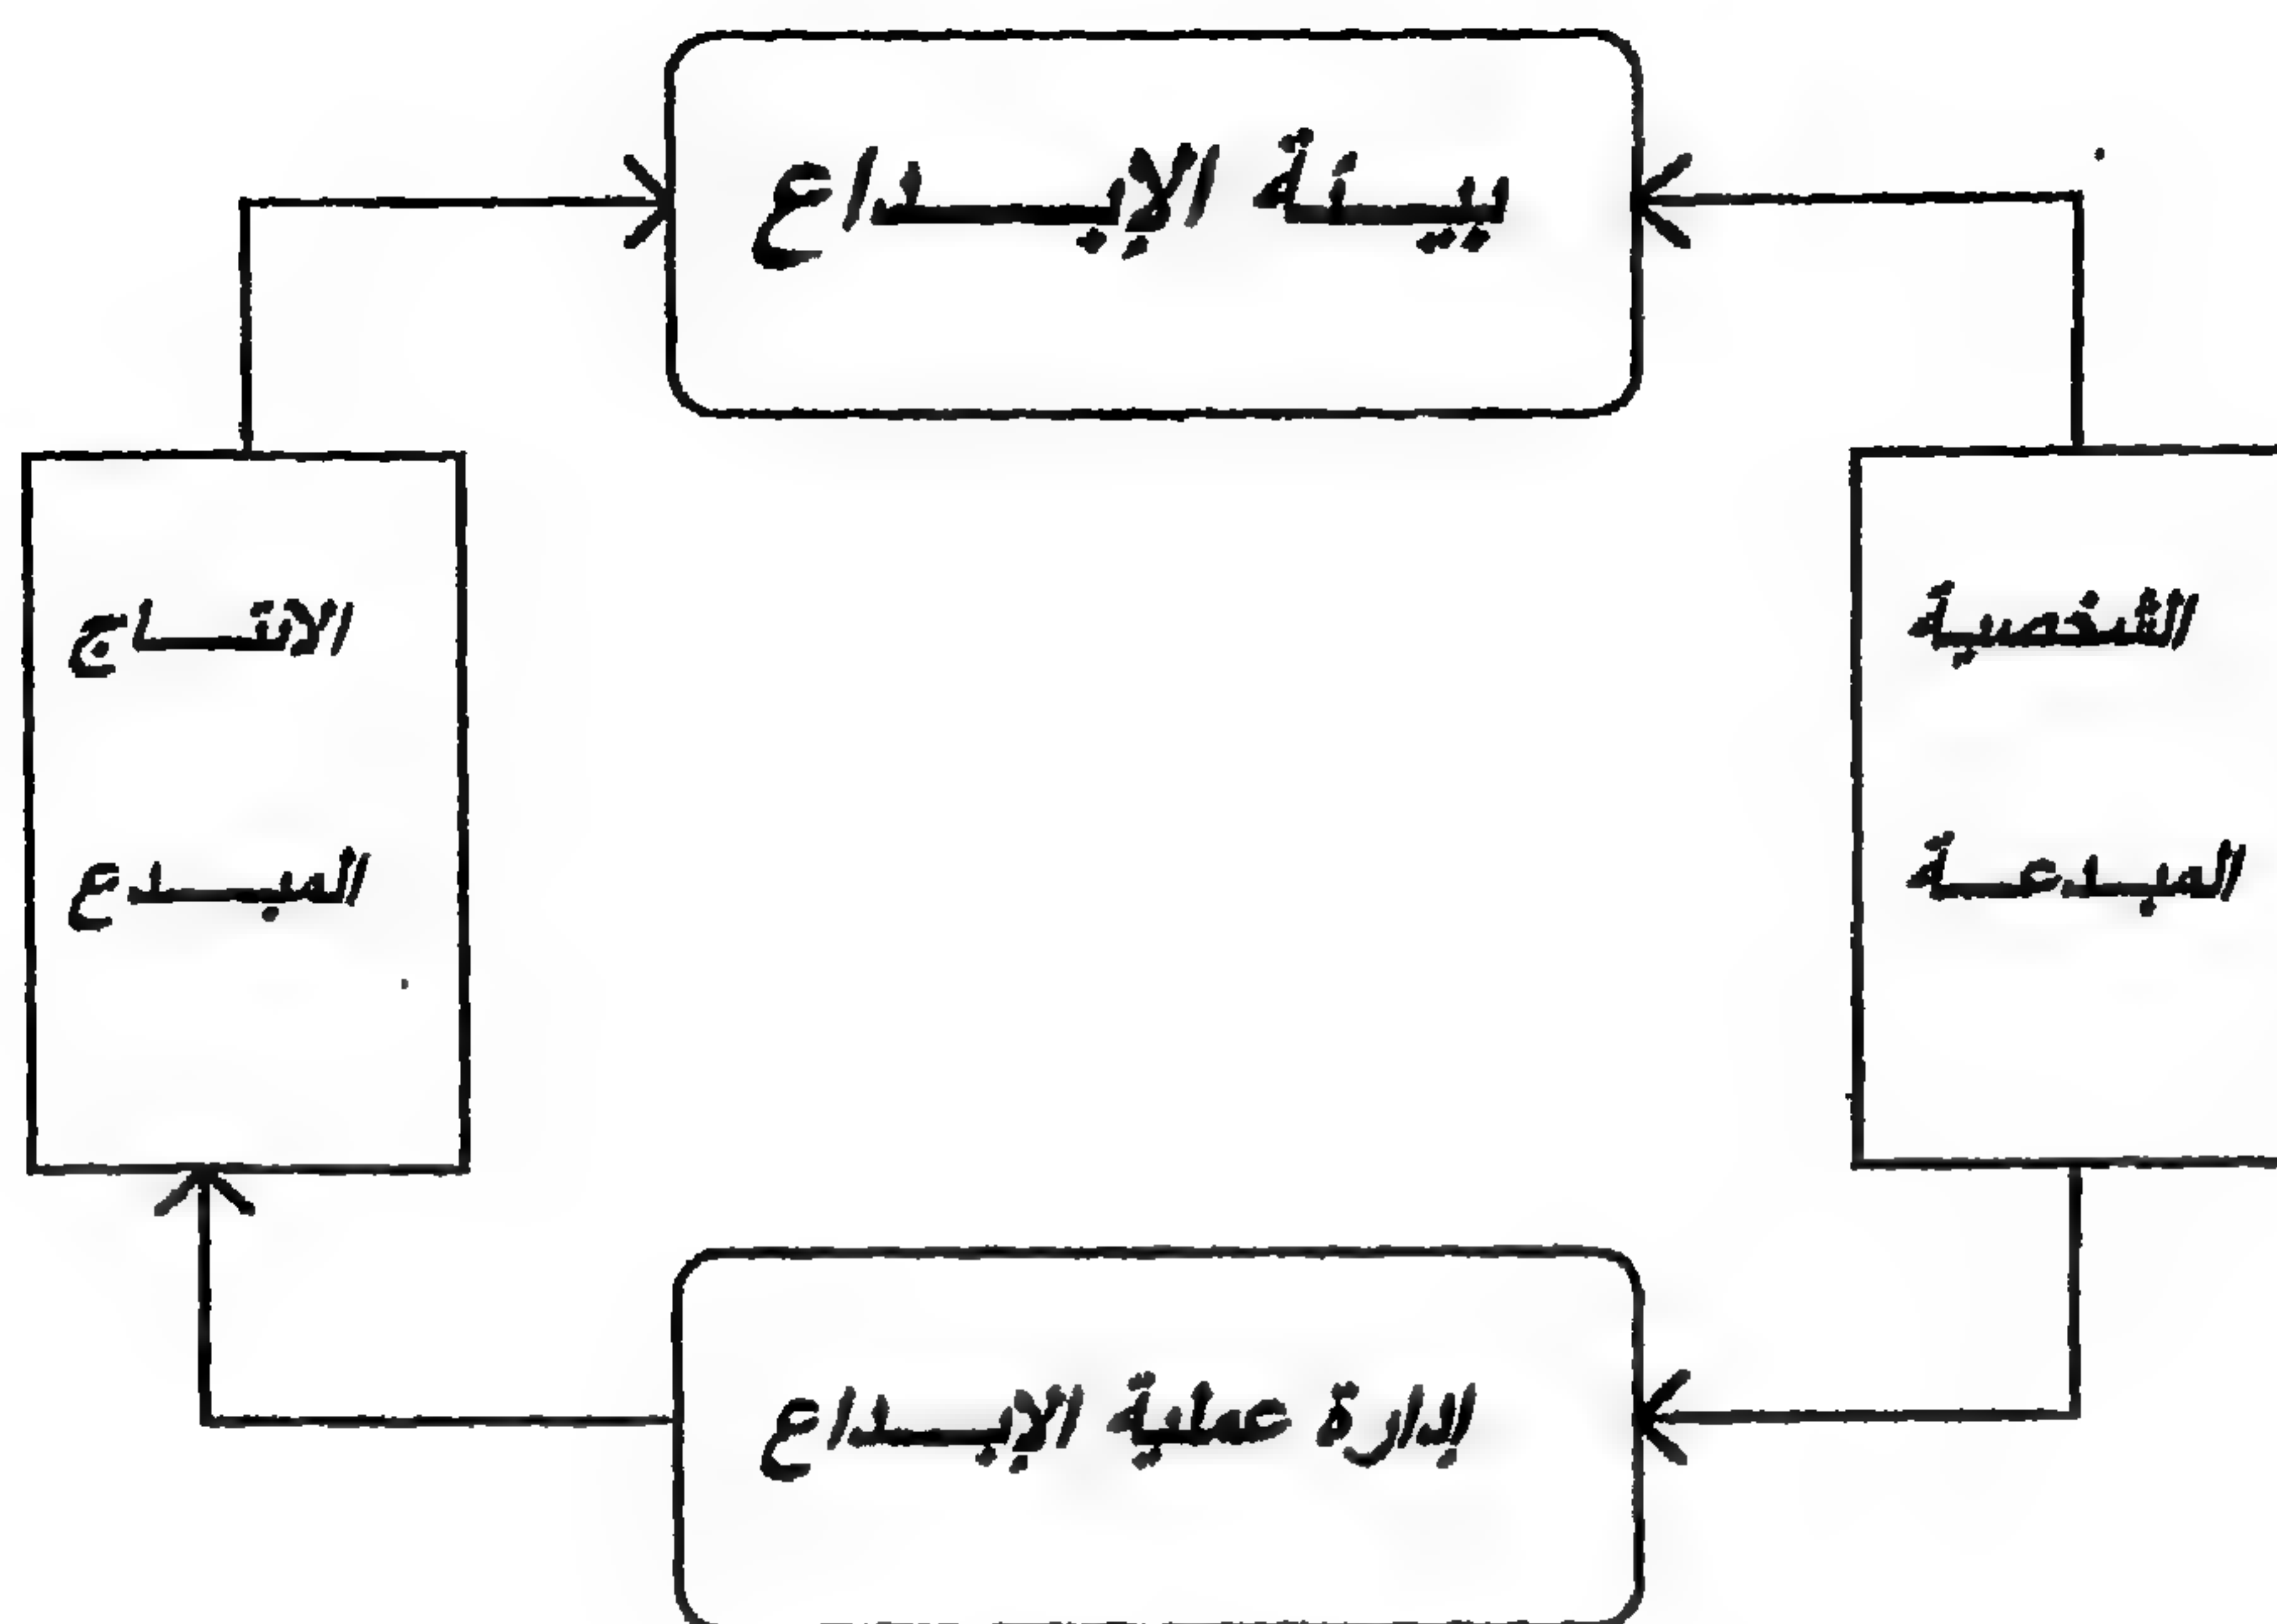 بيئة الإبداع
الشخصية
المبدعة
الانتاج
المبدع
إدارة عملية الإبداع